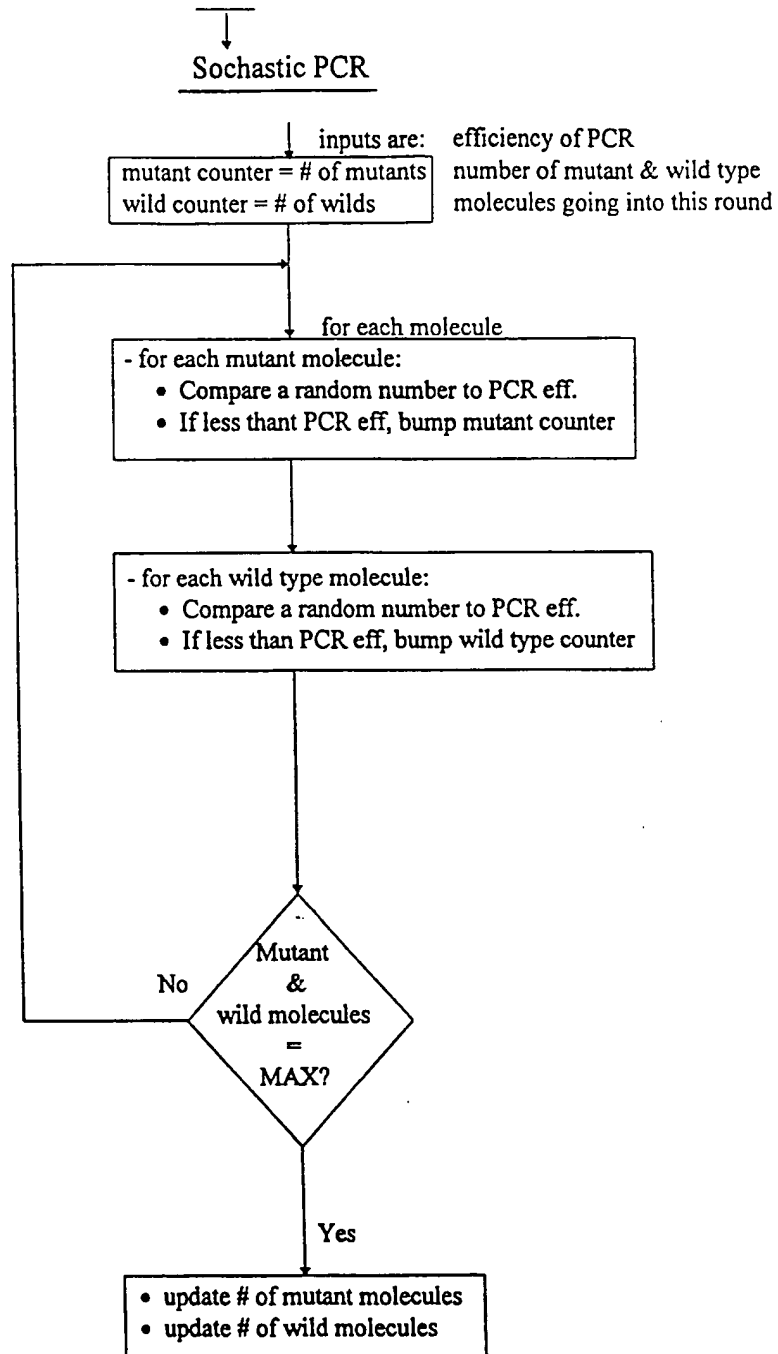 Sochastic PCR
inputs are: efficiency of PCR
number of mutant & wild type
molecules going into this round
mutant counter = # of mutants
wild counter = # of wilds
for each molecule
- for each mutant molecule:
• Compare a random number to PCR eff.
• If less thant PCR eff, bump mutant counter
- for each wild type molecule:
• Compare a random number to PCR eff.
• If less than PCR eff, bump wild type counter
No
Mutant
&
wild molecules
=
MAX?
Yes
• update # of mutant molecules
• update # of wild molecules